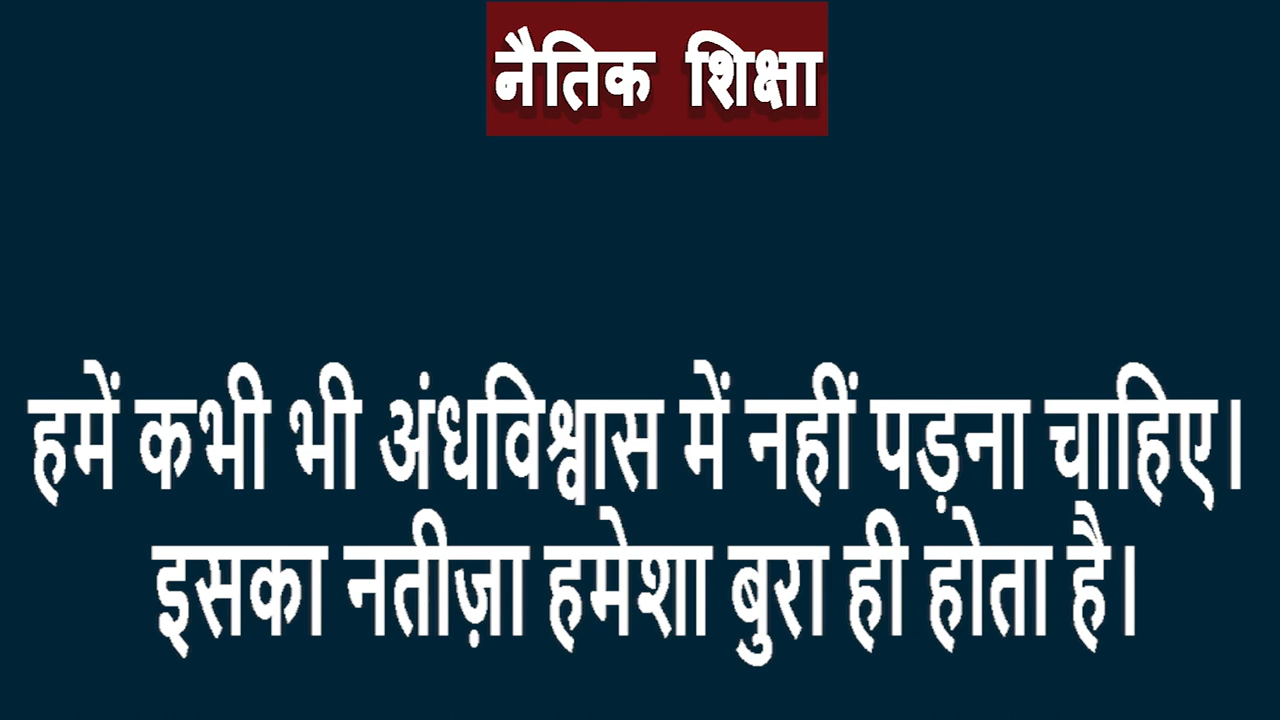 नैतिक शिक्षा
हमें कभी भी अंधविश्वास में नहीं पड़ना चाहिए।
इसका नतीज़ा हमेशा बुरा ही होता है।